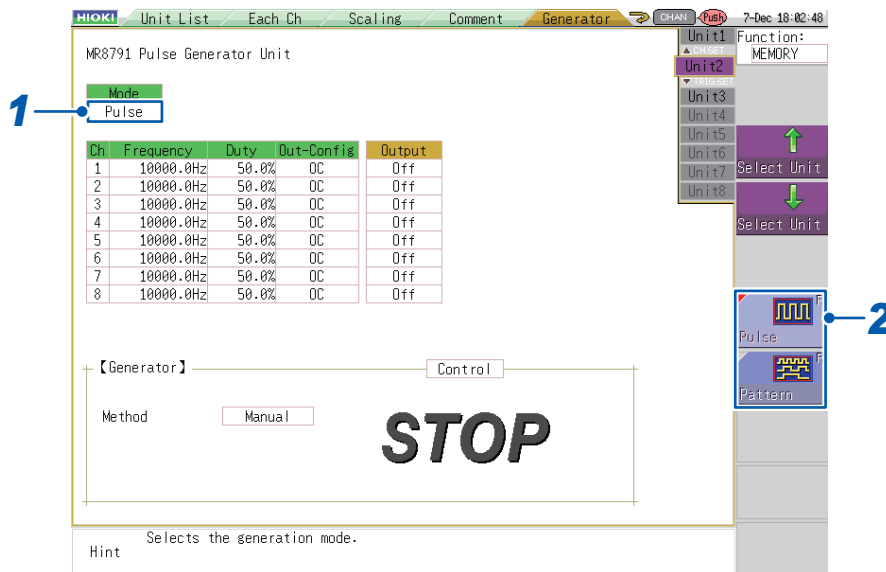 HIOKI Unit List Each Ch Scaling Comment Generator CHAN Push 7-Dec 18:02:48
Unit1
▲CHSET
Unit2
▼TRIGSET
Unit3
Unit4
Unit5
Unit6
Unit7
Unit8
Function:
MEMORY
MR8791 Pulse Generator Unit
1
Mode
Pulse
Ch Frequency Duty Out-Config Output
1 10000.0Hz 50.0% OC Off
2 10000.0Hz 50.0% OC Off
3 10000.0Hz 50.0% OC Off
4 10000.0Hz 50.0% OC Off
5 10000.0Hz 50.0% OC Off
6 10000.0Hz 50.0% OC Off
7 10000.0Hz 50.0% OC Off
8 10000.0Hz 50.0% OC Off
Select Unit
Select Unit
2
Pulse
Pattern
【Generator】 Control
Method Manual
STOP
Selects the generation mode.
Hint